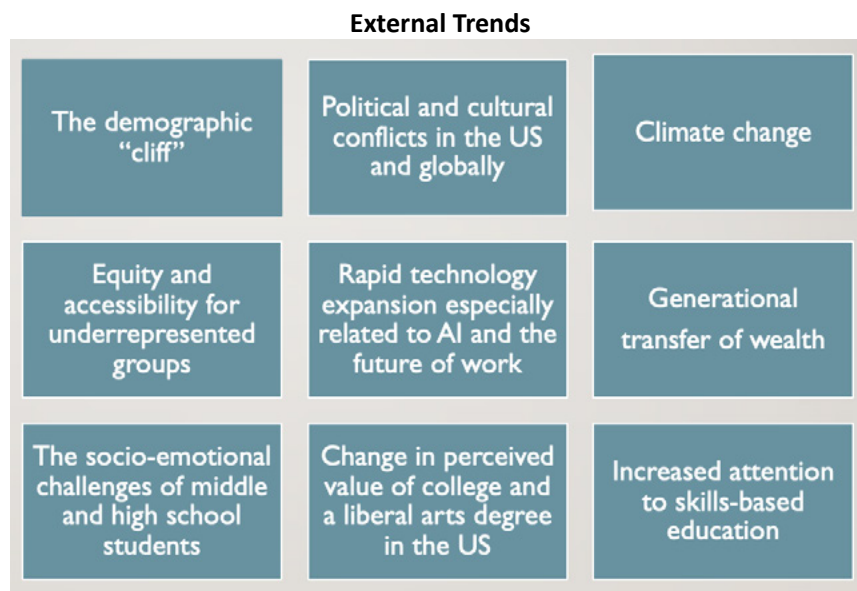 External Trends
The demographic
“cliff”
Political and cultural
conflicts in the US
and globally
Climate change
Equity and
accessibility for
underrepresented
groups
Rapid technology
expansion especially
related to AI and the
future of work
Generational
transfer of wealth
The socio-emotional
challenges of middle
and high school
students
Change in perceived
value of college and
a liberal arts degree
in the US
Increased attention
to skills-based
education